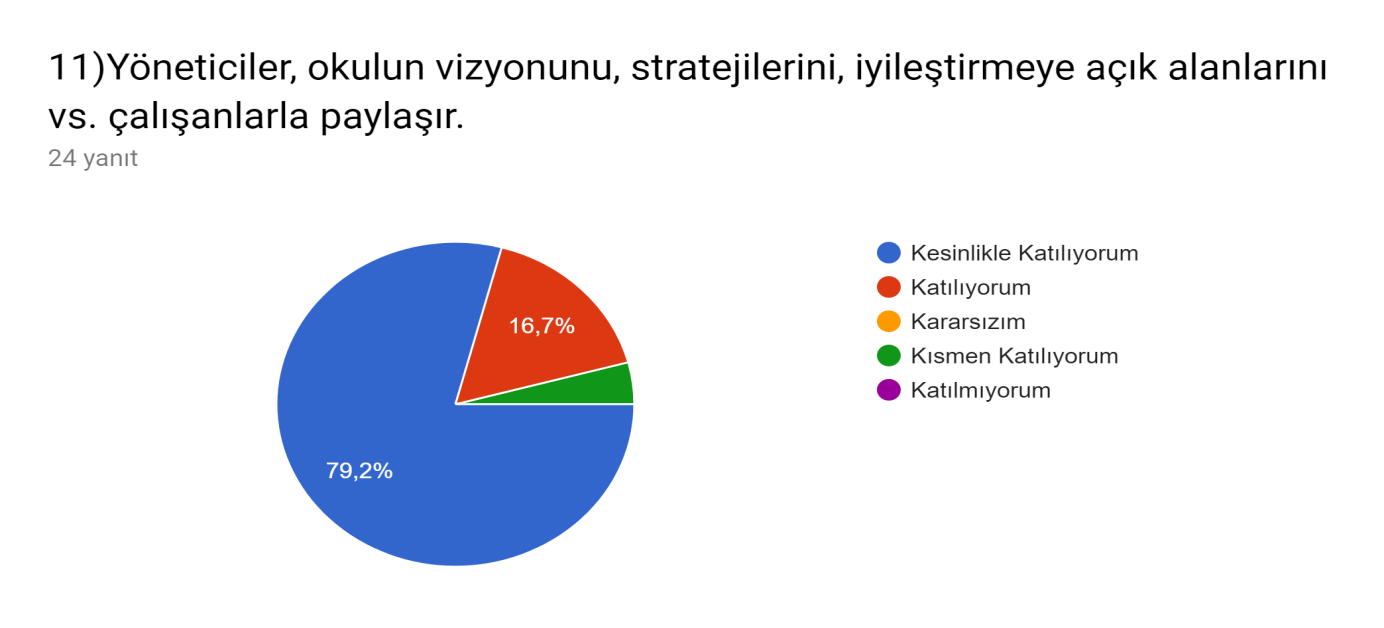 11)Yöneticiler, okulun vizyonunu, stratejilerini, iyileştirmeye açık alanlarını
vs. çalışanlarla paylaşır.
24 yanıt
Kesinlikle Katılıyorum
Katılıyorum
Kararsızım
Kısmen Katılıyorum
Katılmıyorum
16,7%
79,2%